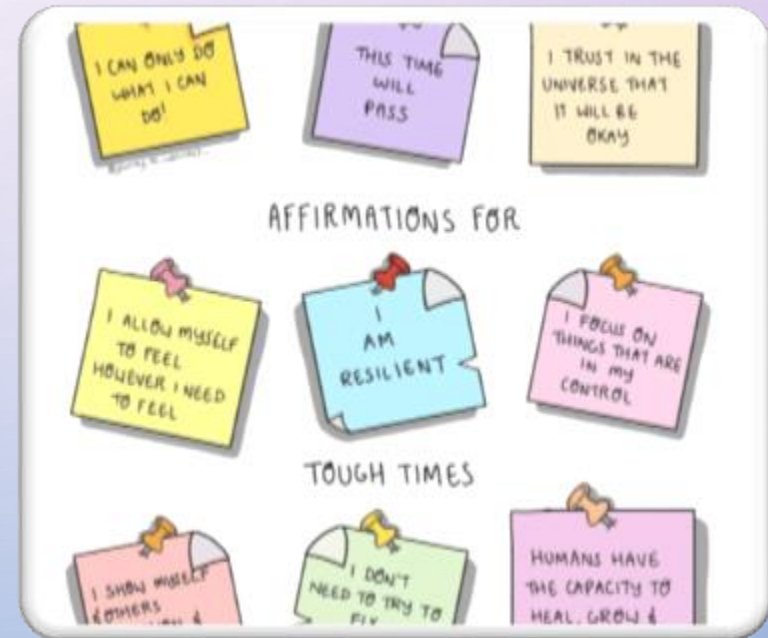 I CAN ONLY DO
WHAT I CAN
DO!
THIS TIME
WILL
PASS
I TRUST IN THE
UNIVERSE THAT
IT WILL BE
OKAY
AFFIRMATIONS FOR
I ALLOW MYSELF
TO FEEL
HOWEVER I NEED
TO FEEL
I
AM
RESILIENT
I FOCUS ON
THINGS THAT ARE
IN MY
CONTROL
TOUGH TIMES
I SHOW MYSELF
& OTHERS
I DON'T
NEED TO TRY TO
FIX
HUMANS HAVE
THE CAPACITY TO
HEAL, GROW &